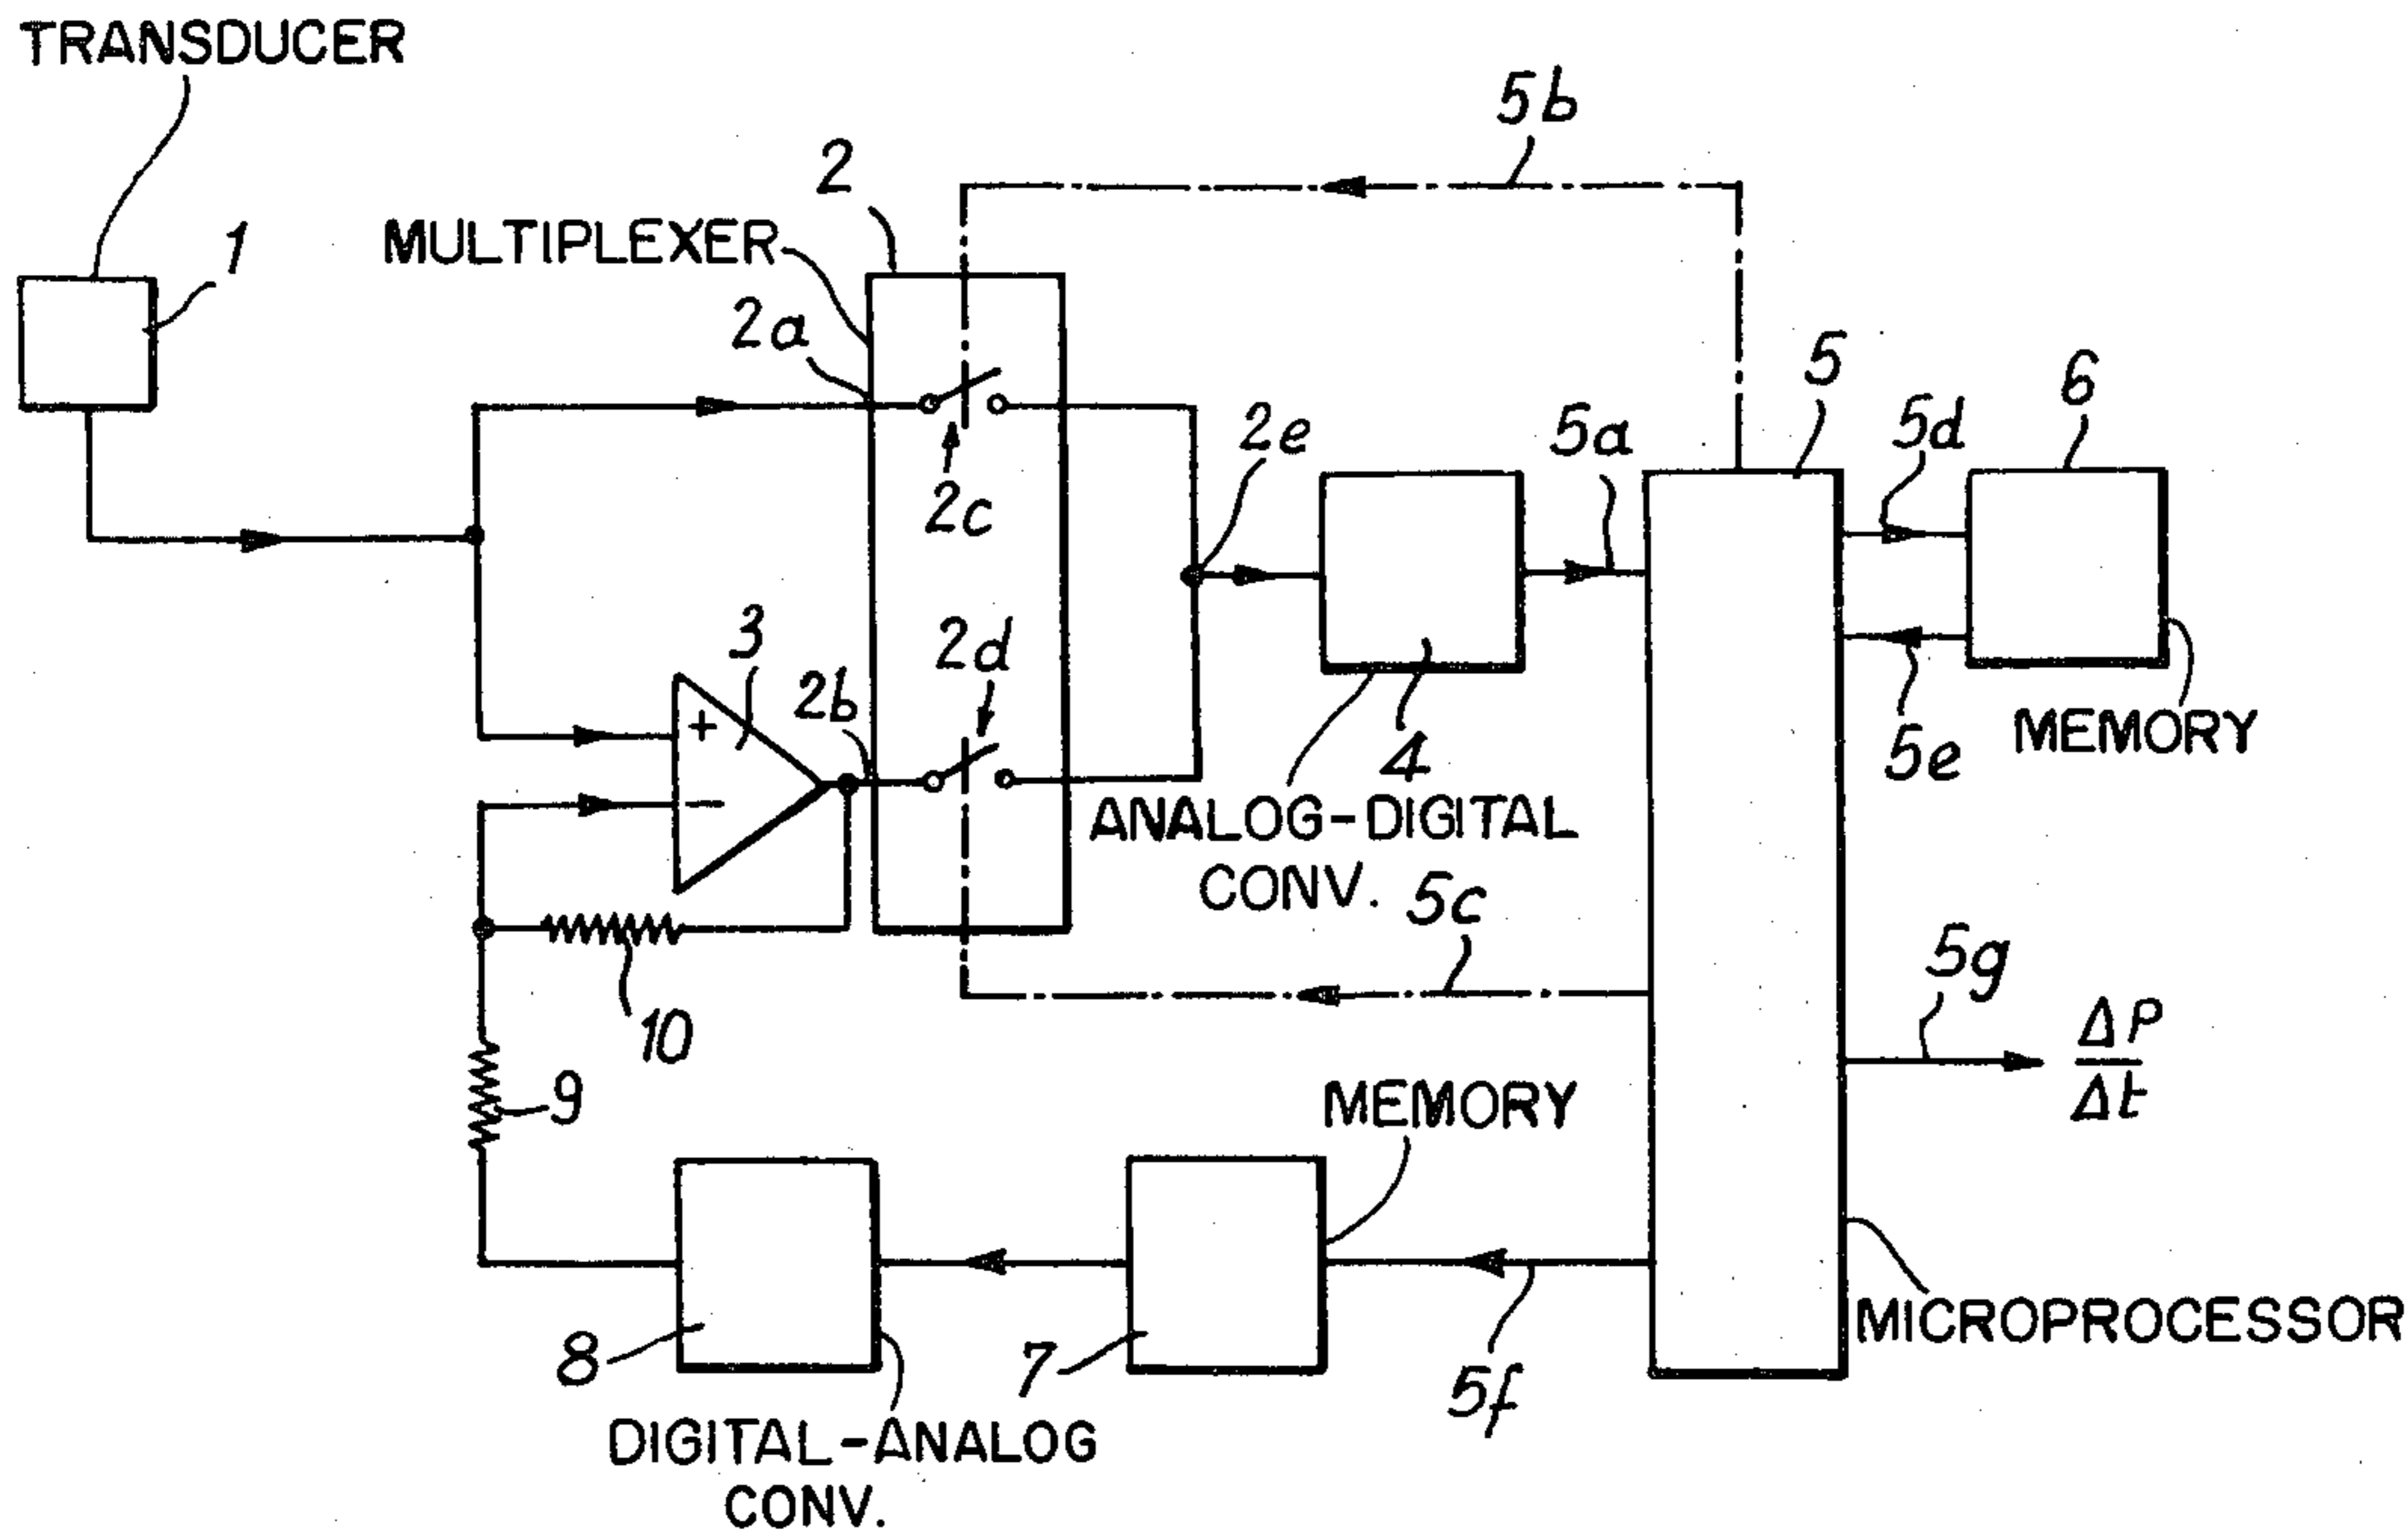 TRANSDUCER
1
MULTIPLEXER
2
2a
2c
2e
5b
5a
5
5d
6
3
2b
2d
4
5e
MEMORY
ANALOG-DIGITAL
CONV.
5c
10
9
5g
ΔP
Δt
MEMORY
+
−
8
7
5f
MICROPROCESSOR
DIGITAL-ANALOG
CONV.